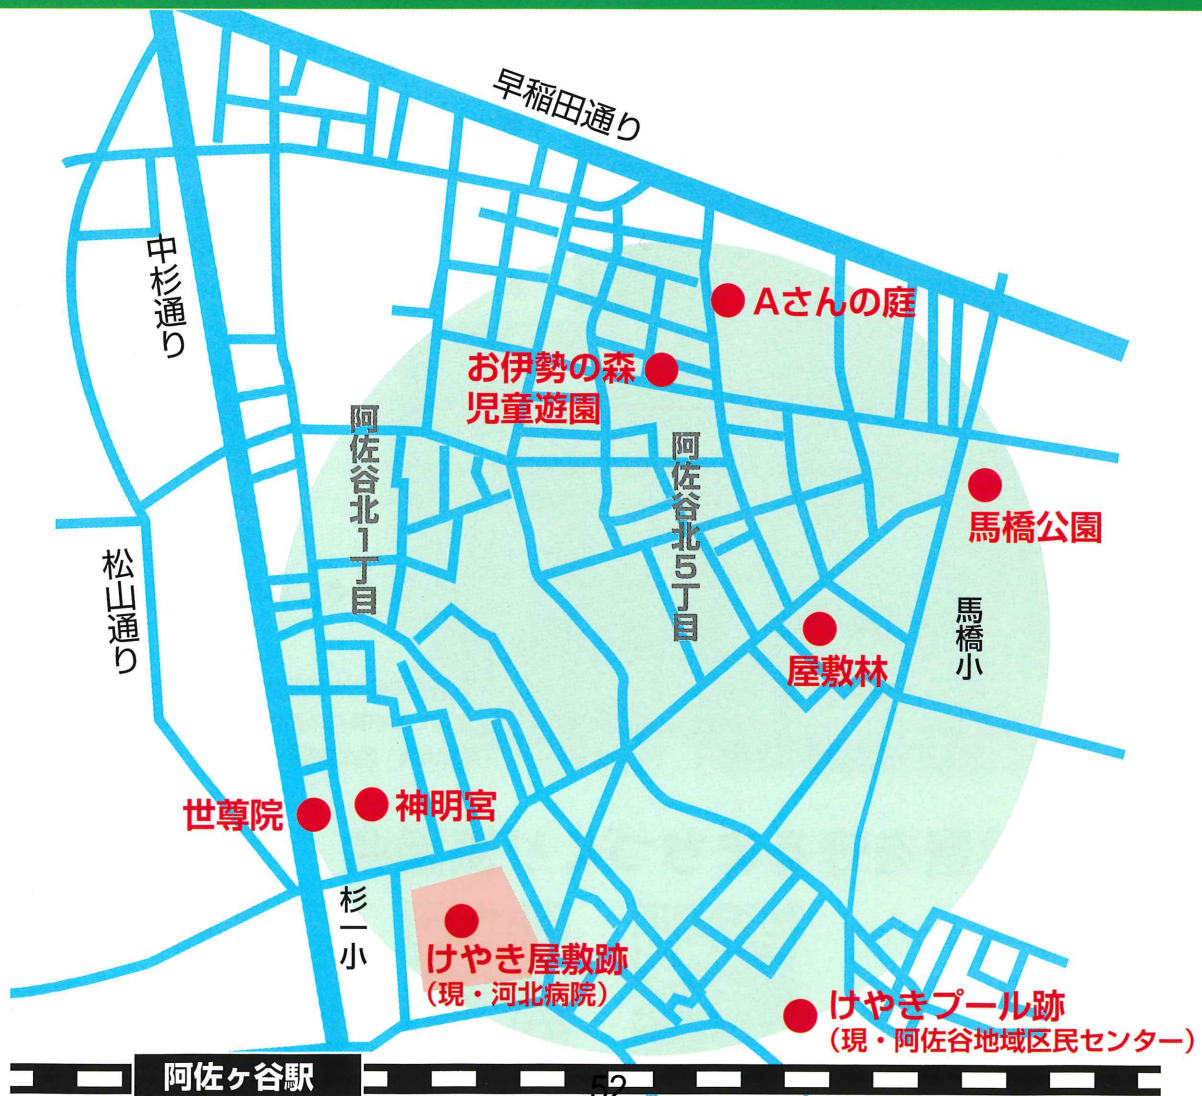 早稲田通り
中杉通り
Aさんの庭
お伊勢の森
児童遊園
阿佐谷北1丁目
阿佐谷北5丁目
馬橋公園
松山通り
馬橋小
屋敷林
世尊院
神明宮
杉一小
けやき屋敷跡
（現・河北病院）
けやきプール跡
（現・阿佐谷地域区民センター）
阿佐ヶ谷駅
52